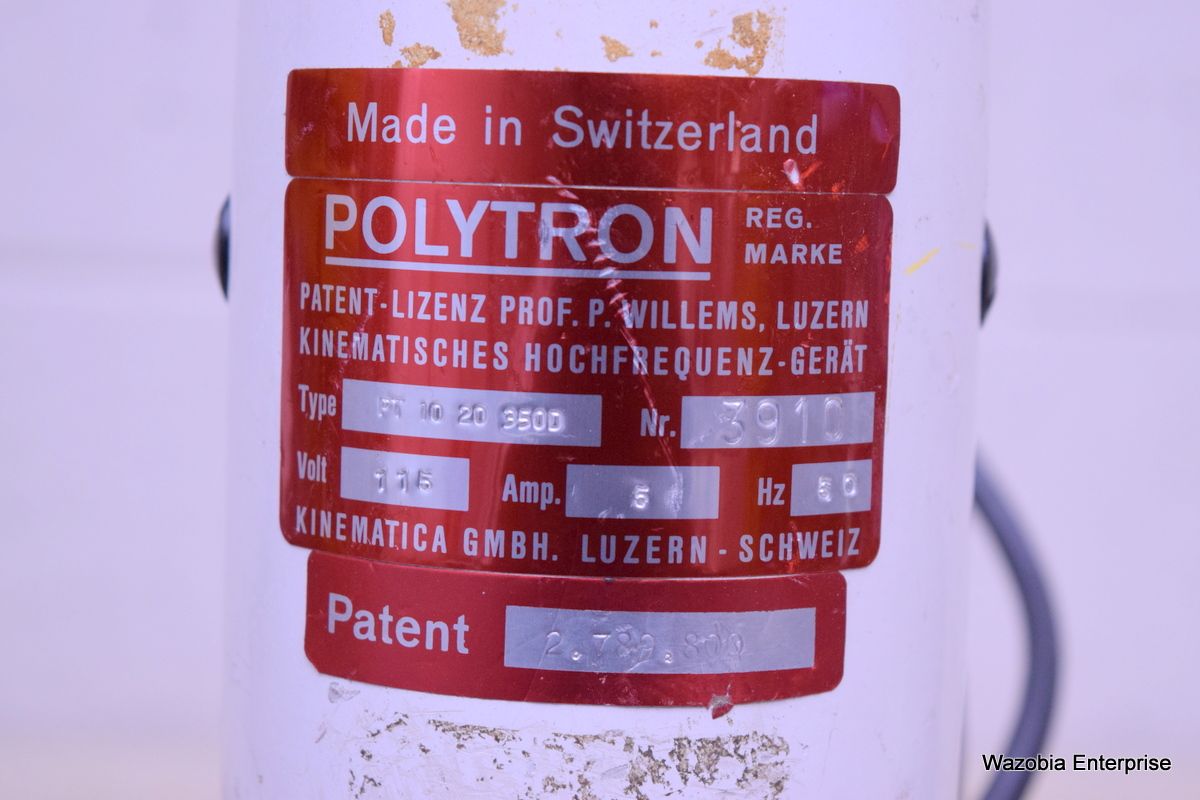 Made in Switzerland
POLYTRON REG. MARKE
PATENT-LIZENZ PROF. P. WILLEMS, LUZERN
KINEMATISCHES HOCHFREQUENZ-GERÄT
Type PT 10 20 350D Nr. 3910
Volt 115 Amp. 5 Hz 60
KINEMATICA GMBH. LUZERN - SCHWEIZ
Patent
Wazobia Enterprise